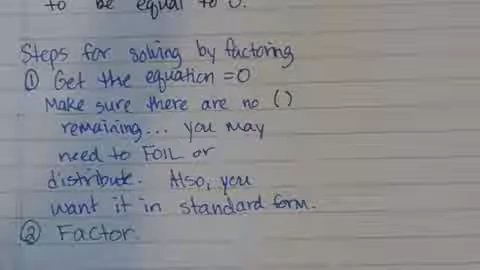 to be equal to 0.
Steps for solving by factoring
① Get the equation =0
Make sure there are no ()
remaining... you may
need to FOIL or
distribute. Also, you
want it in standard form.
② Factor.